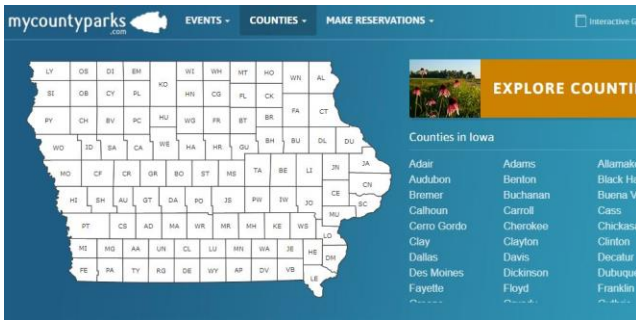 mycountyparks
.com
EVENTS
COUNTIES
MAKE RESERVATIONS
Interactive G
EXPLORE COUNTI
Counties in Iowa
Adair Adams Allamak
Audubon Benton Black Ha
Bremer Buchanan Buena V
Calhoun Carroll Cass
Cerro Gordo Cherokee Chickasa
Clay Clayton Clinton
Dallas Davis Decatur
Des Moines Dickinson Dubuqu
Fayette Floyd Franklin
LY OS DI EM WI WH MT HO WN AL
SI OB CY PL KO HN CG FL CK
PY CH BV PC HU WG FR BT BR FA CT
WO ID SA CA WE HA HR GU BH BU DL DU
MO CF CR GR BO ST MS TA BE LI JN JA
HI SH AU GT DA PO JS PW IW JO CE CN SC
PT CS AD MA WR MR MH KE WS MU LO
MI MG AA UN CL LU MN WA JE HE DM
FE PA TY RG DE WY AP DV VB LE